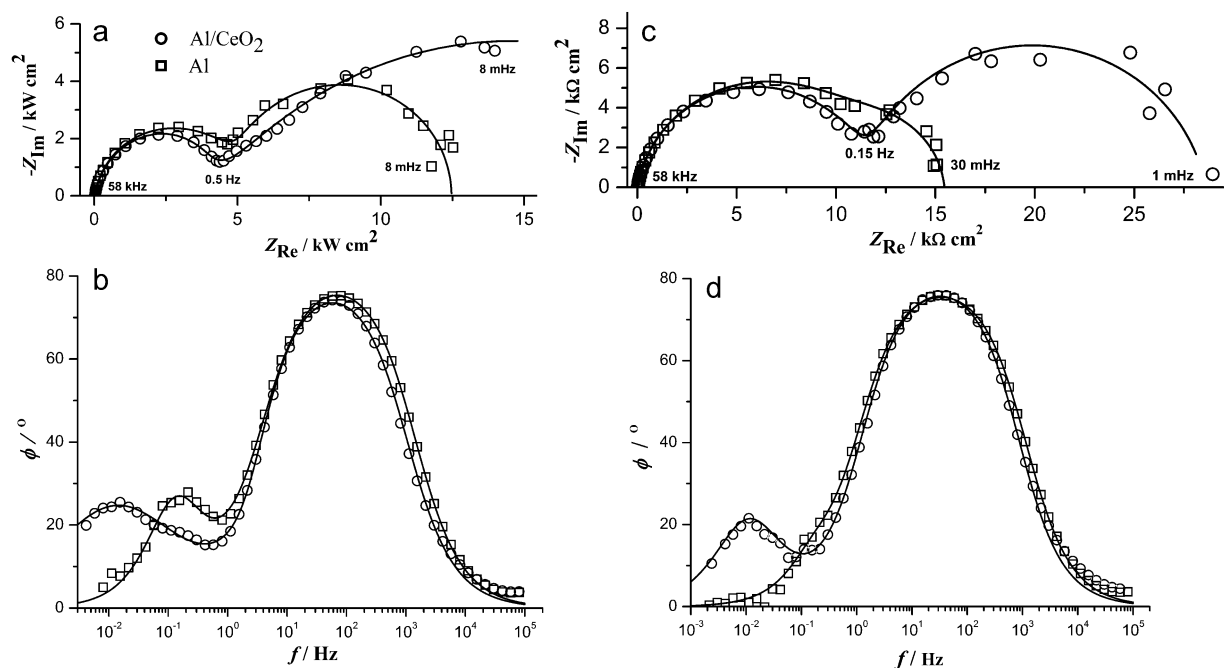 a
Al/CeO2
Al
6
4
2
0
-ZIm / kW cm2
8 mHz
8 mHz
0.5 Hz
58 kHz
0 5 10 15
ZRe / kW cm2
c
10
8
6
4
2
0
-ZIm / kΩ cm2
58 kHz
0.15 Hz
30 mHz
1 mHz
0 5 10 15 20 25
ZRe / kΩ cm2
b
80
60
40
20
0
ϕ / o
10-2 10-1 100 101 102 103 104 105
f / Hz
d
80
60
40
20
0
ϕ / o
10-3 10-2 10-1 100 101 102 103 104 105
f / Hz